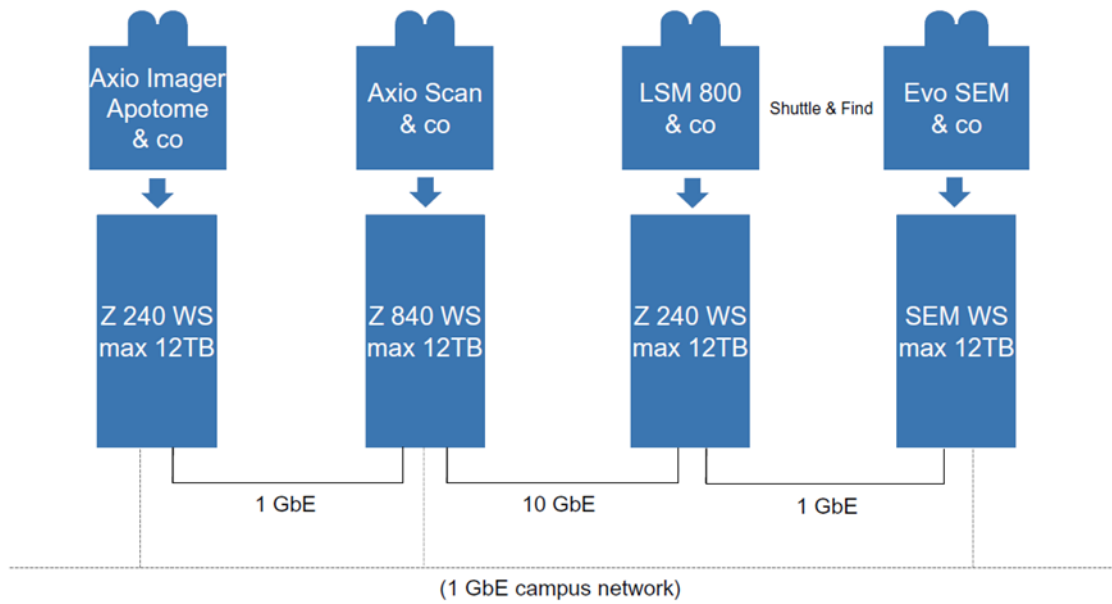 Axio Imager
Apotome
& co
Axio Scan
& co
LSM 800
& co
Shuttle & Find
Evo SEM
& co
Z 240 WS
max 12TB
Z 840 WS
max 12TB
Z 240 WS
max 12TB
SEM WS
max 12TB
1 GbE
10 GbE
1 GbE
(1 GbE campus network)